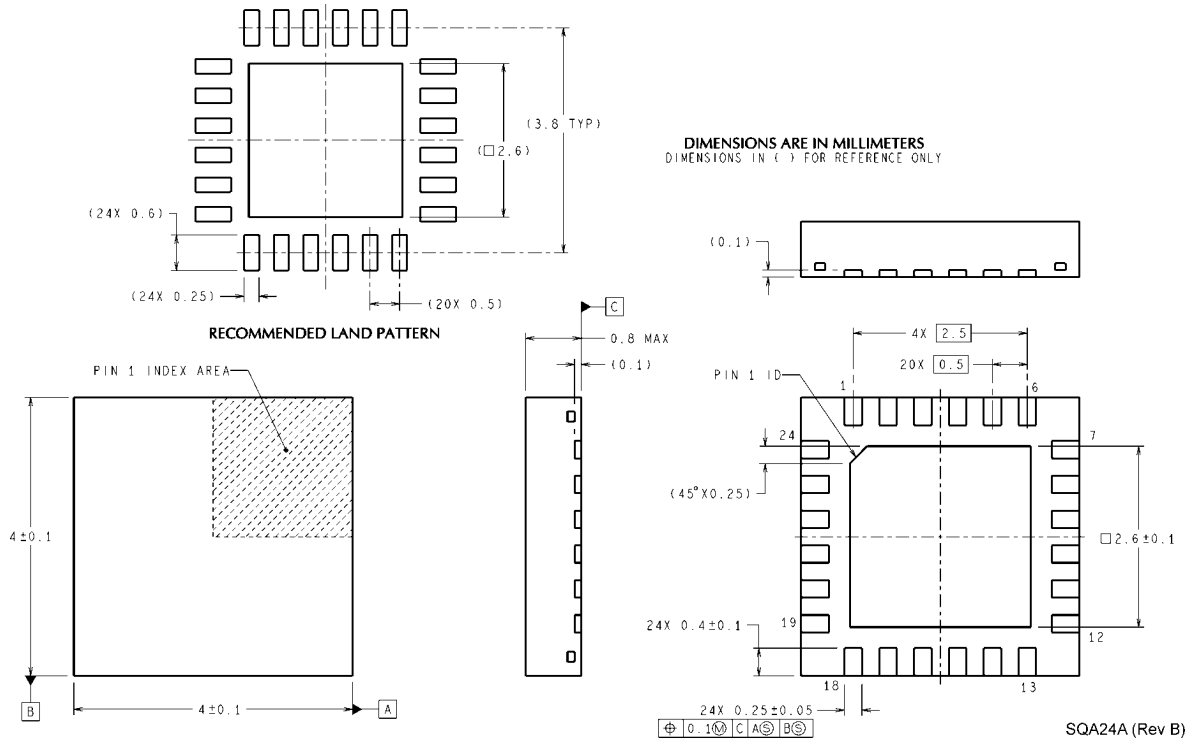 (3.8 TYP)
(□2.6)
DIMENSIONS ARE IN MILLIMETERS
DIMENSIONS IN ( ) FOR REFERENCE ONLY
(24X 0.6)
(0.1)
(24X 0.25)
(20X 0.5)
RECOMMENDED LAND PATTERN
C
0.8 MAX
(0.1)
4X 2.5
20X 0.5
PIN 1 INDEX AREA
PIN 1 ID
1
6
24
7
(45°X0.25)
4±0.1
□2.6±0.1
24X 0.4±0.1
19
12
18
13
B
4±0.1
A
24X 0.25±0.05
⌖ 0.1Ⓜ C AⓈ BⓈ
SQA24A (Rev B)